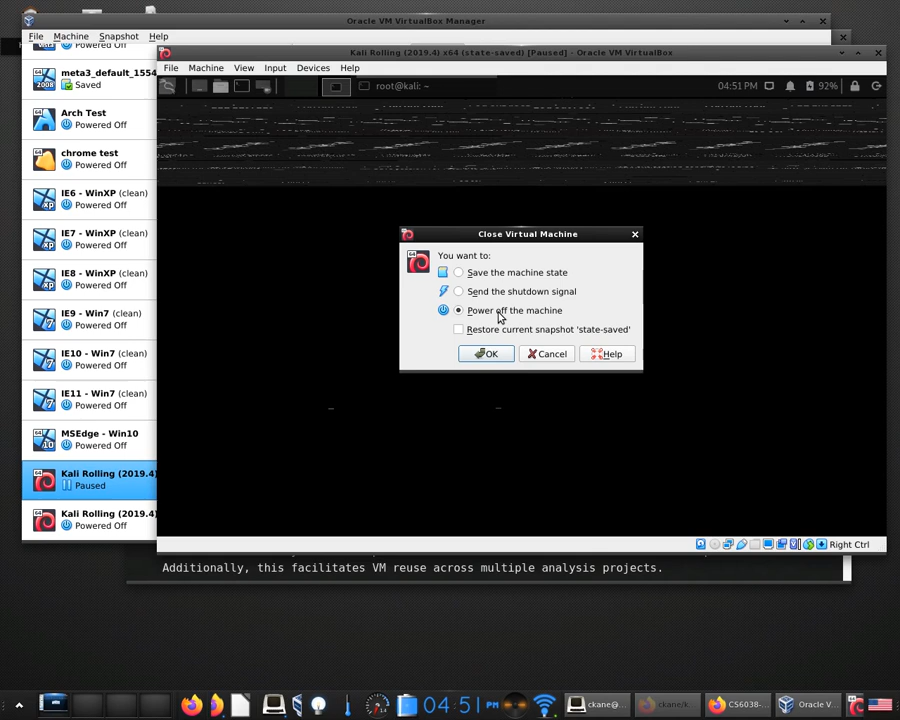 Oracle VM VirtualBox Manager
File Machine Snapshot Help
Powered Off
meta3_default_1554
Saved
Arch Test
Powered Off
chrome test
Powered Off
IE6 - WinXP (clean)
Powered Off
IE7 - WinXP (clean)
Powered Off
IE8 - WinXP (clean)
Powered Off
IE9 - Win7 (clean)
Powered Off
IE10 - Win7 (clean)
Powered Off
IE11 - Win7 (clean)
Powered Off
MSEdge - Win10
Powered Off
Kali Rolling (2019.4)
Paused
Kali Rolling (2019.4)
Powered Off
Kali Rolling (2019.4) x64 (state-saved) [Paused] - Oracle VM VirtualBox
File Machine View Input Devices Help
root@kali: ~
04:51 PM 92%
Close Virtual Machine
You want to:
Save the machine state
Send the shutdown signal
Power off the machine
Restore current snapshot 'state-saved'
OK Cancel Help
Right Ctrl
Additionally, this facilitates VM reuse across multiple analysis projects.
04:51 PM
ckane@... ckane/k... CS6038-... Oracle V...